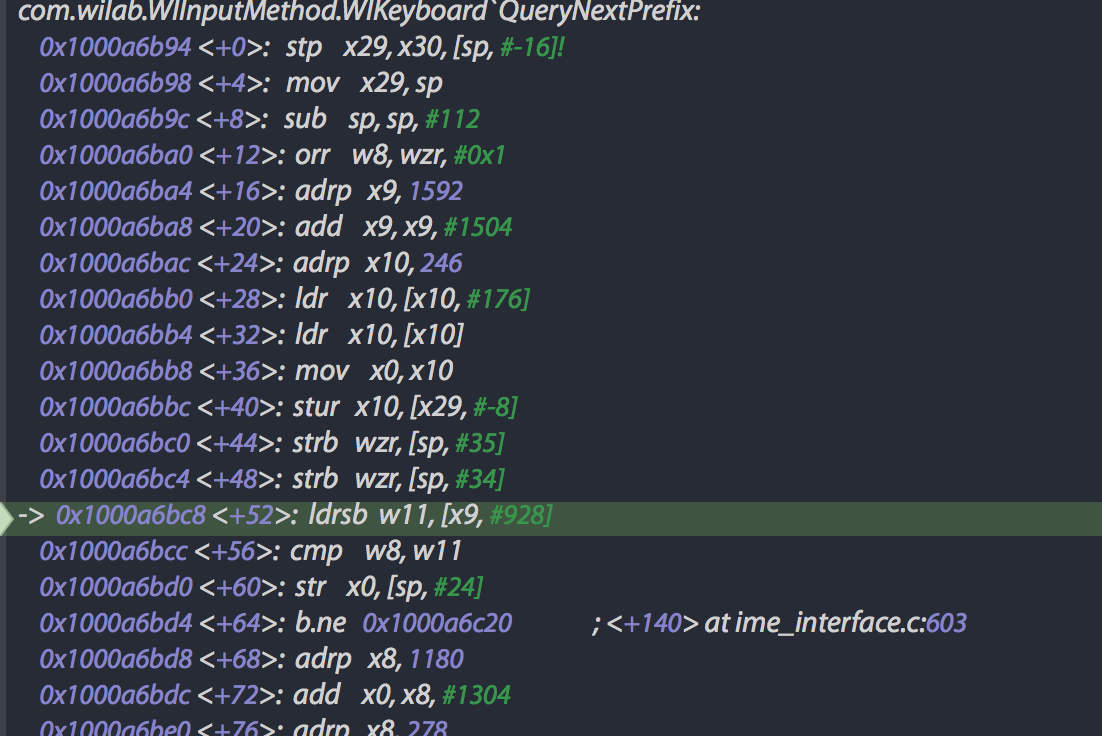 com.wilab.WIInputMethod.WIKeyboard`QueryNextPrefix:
0x1000a6b94 <+0>: stp x29, x30, [sp, #-16]!
0x1000a6b98 <+4>: mov x29, sp
0x1000a6b9c <+8>: sub sp, sp, #112
0x1000a6ba0 <+12>: orr w8, wzr, #0x1
0x1000a6ba4 <+16>: adrp x9, 1592
0x1000a6ba8 <+20>: add x9, x9, #1504
0x1000a6bac <+24>: adrp x10, 246
0x1000a6bb0 <+28>: ldr x10, [x10, #176]
0x1000a6bb4 <+32>: ldr x10, [x10]
0x1000a6bb8 <+36>: mov x0, x10
0x1000a6bbc <+40>: stur x10, [x29, #-8]
0x1000a6bc0 <+44>: strb wzr, [sp, #35]
0x1000a6bc4 <+48>: strb wzr, [sp, #34]
-> 0x1000a6bc8 <+52>: ldrsb w11, [x9, #928]
0x1000a6bcc <+56>: cmp w8, w11
0x1000a6bd0 <+60>: str x0, [sp, #24]
0x1000a6bd4 <+64>: b.ne 0x1000a6c20 ; <+140> at ime_interface.c:603
0x1000a6bd8 <+68>: adrp x8, 1180
0x1000a6bdc <+72>: add x0, x8, #1304
0x1000a6be0 <+76>: adrp x8, 278